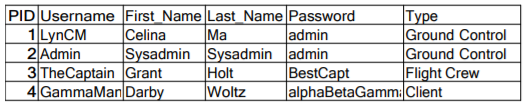 PID Username First_Name Last_Name Password Type
1 LynCM Celina Ma admin Ground Control
2 Admin Sysadmin Sysadmin admin Ground Control
3 TheCaptain Grant Holt BestCapt Flight Crew
4 GammaMan Darby Woltz alphaBetaGamma Client